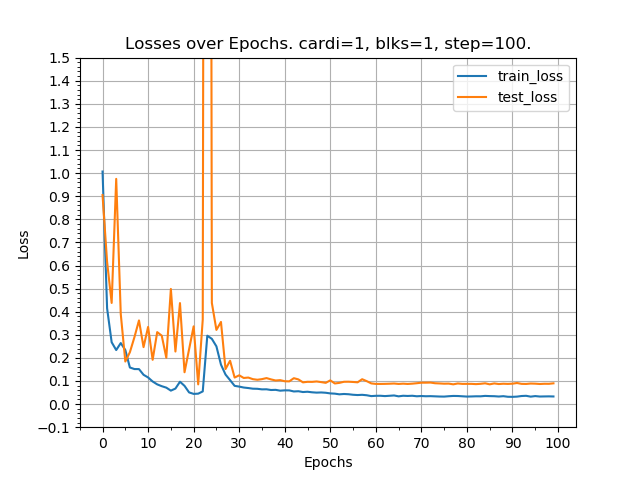 Losses over Epochs. cardi=1, blks=1, step=100.
train_loss
test_loss
1.5
1.4
1.3
1.2
1.1
1.0
0.9
0.8
0.7
0.6
0.5
0.4
0.3
0.2
0.1
0.0
−0.1
Loss
0 10 20 30 40 50 60 70 80 90 100
Epochs